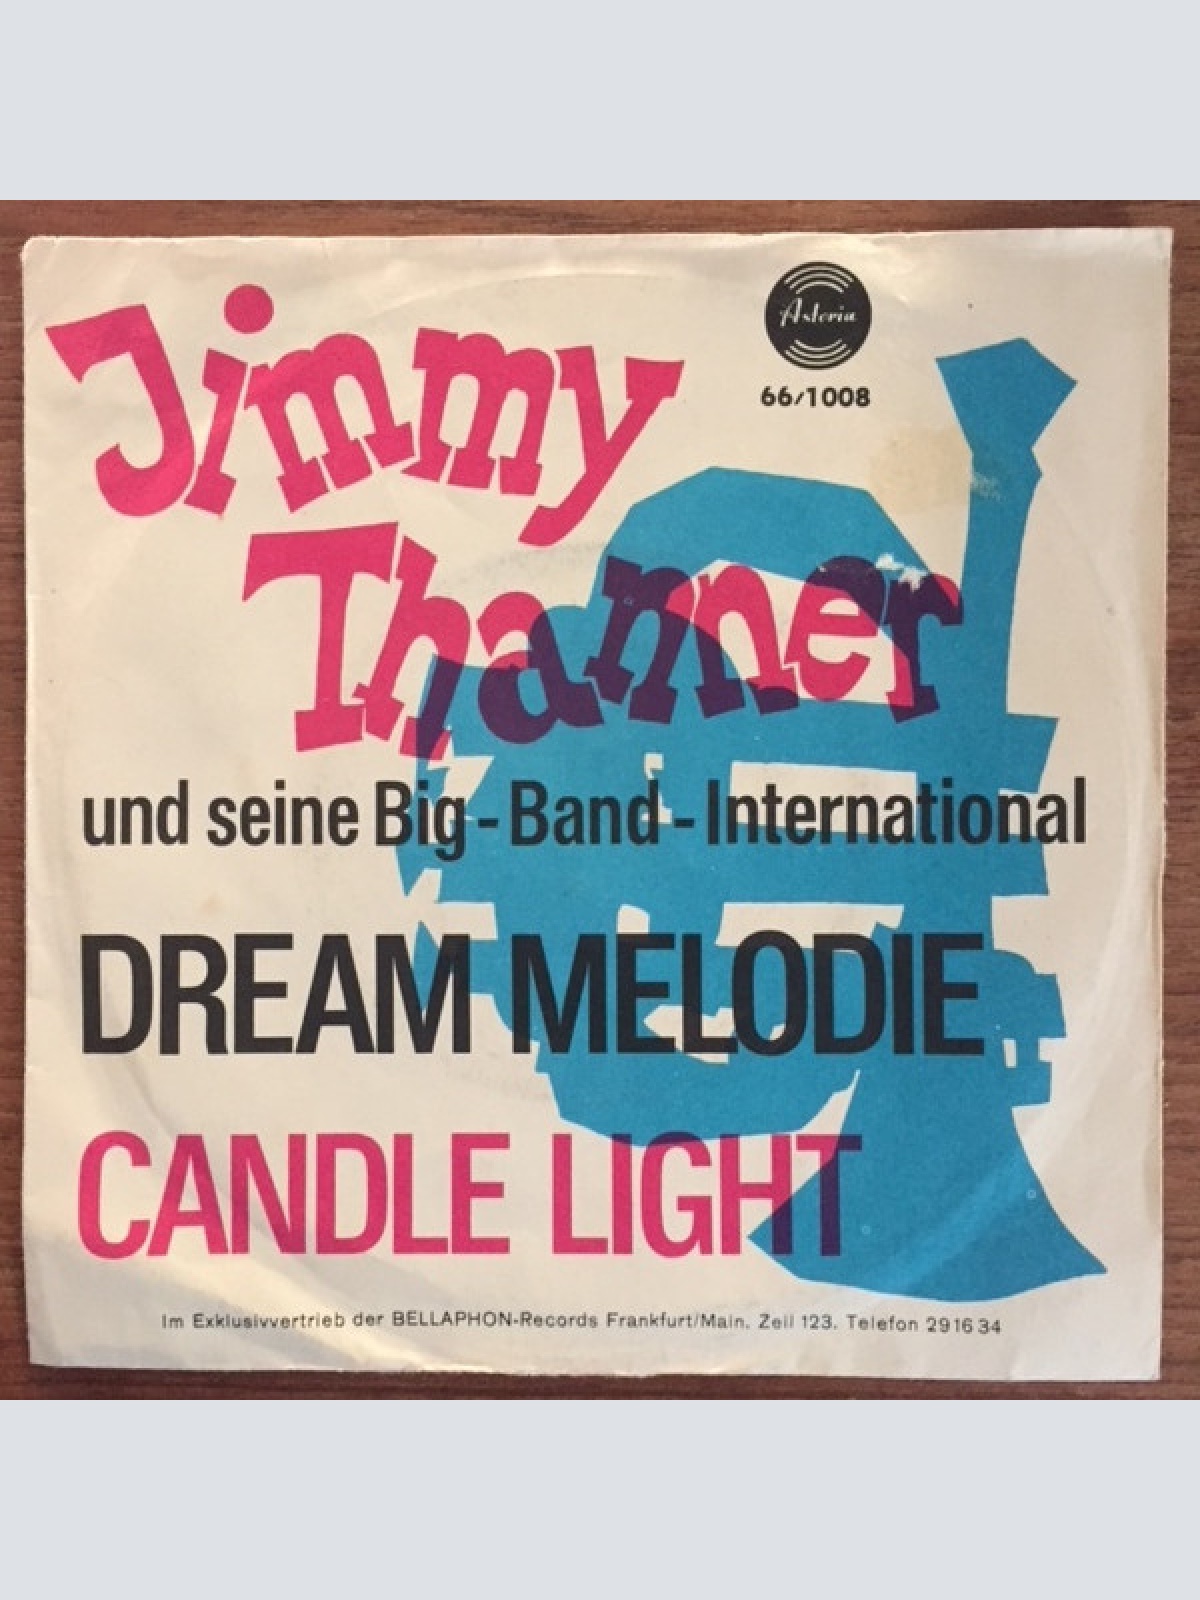 Jimmy
Astoria
66/1008
Thanner
und seine Big-Band-International
DREAM MELODIE
CANDLE LIGHT
Im Exklusivvertrieb der BELLAPHON-Records Frankfurt/Main, Zeil 123, Telefon 29 16 34